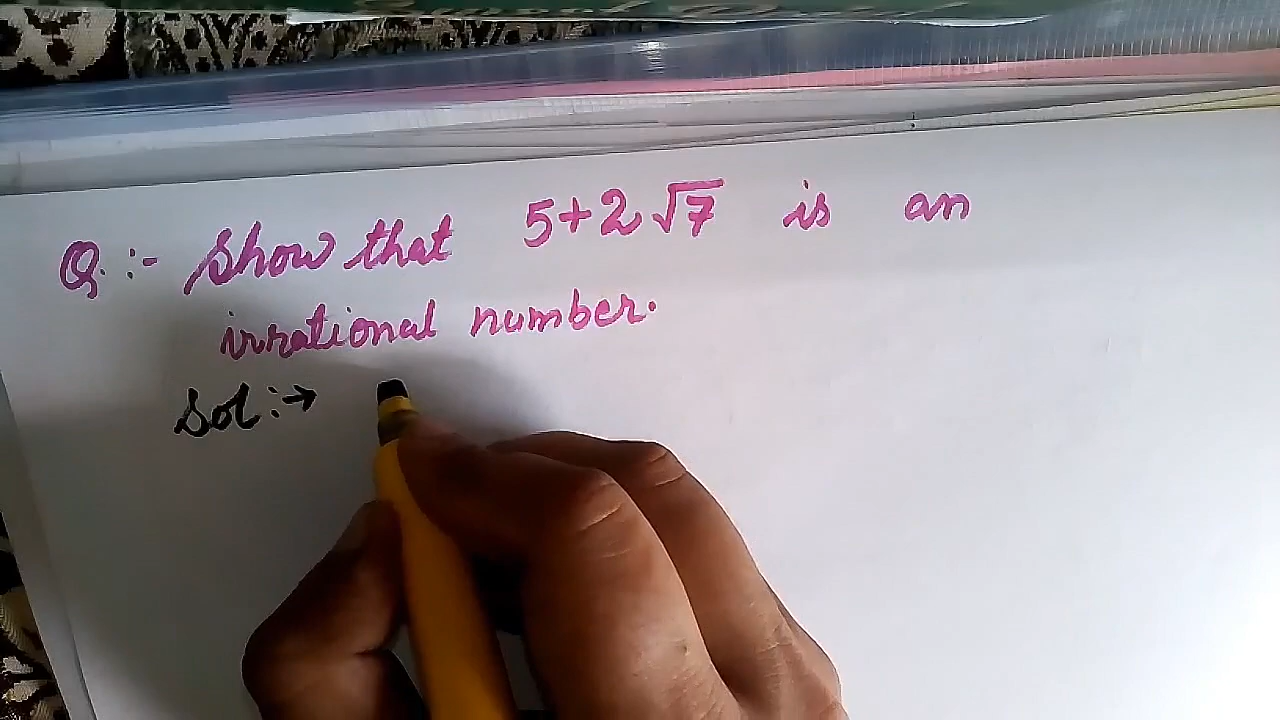 Q. :- Show that 5+2√7 is an
irrational number.
Sol :→